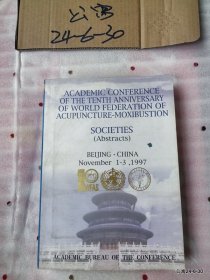 公寓
24-6-30
ACADEMIC CONFERENCE
OF THE TENTH ANNIVERSARY
OF WORLD FEDERATION OF
ACUPUNCTURE-MOXIBUSTION
SOCIETIES
(Abstracts)
BEIJING - CHINA
November 1-3 ,1997
ACADEMIC BUREAU OF THE CONFERENCE